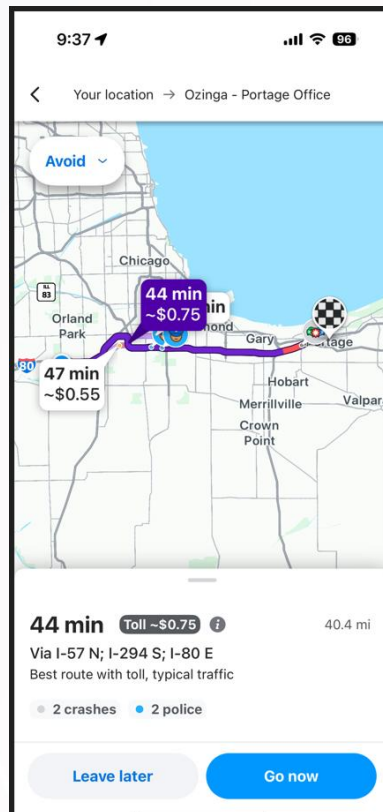 9:37
96
Your location → Ozinga - Portage Office
Avoid
Chicago
ILL
83
44 min
~$0.75
Orland
Park
Gary
80
47 min
~$0.55
Hobart
Merrillville
Valpar
Crown
Point
44 min
Toll ~$0.75
40.4 mi
Via I-57 N; I-294 S; I-80 E
Best route with toll, typical traffic
2 crashes
2 police
Leave later
Go now